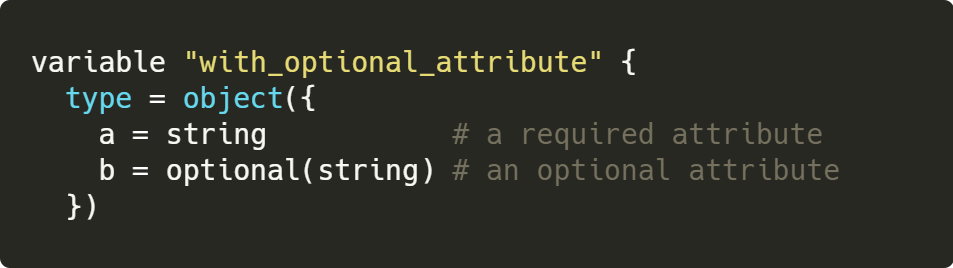 variable "with_optional_attribute" {
  type = object({
    a = string           # a required attribute
    b = optional(string) # an optional attribute
  })